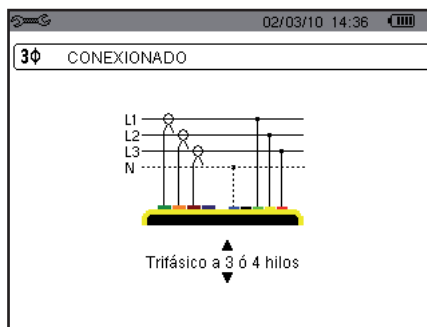 02/03/10 14:36
3Φ CONEXIONADO
L1
L2
L3
N
Trifásico a 3 ó 4 hilos